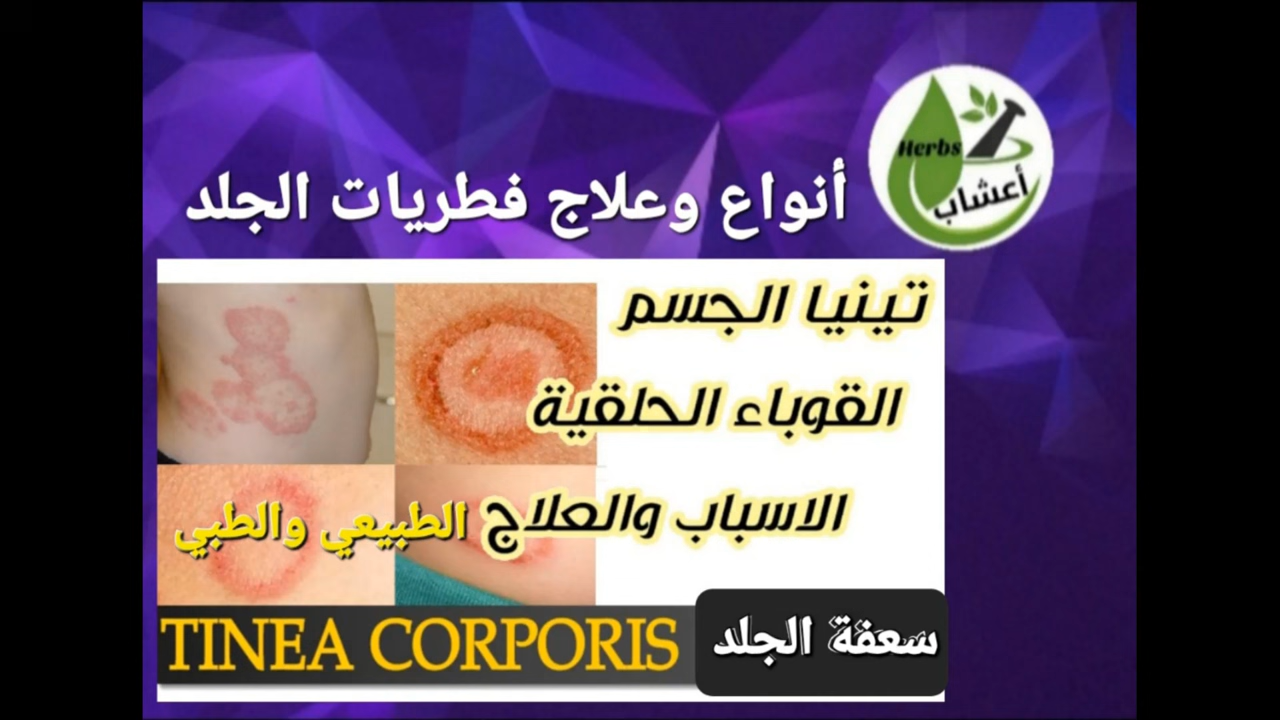 Herbs
أعشاب
أنواع وعلاج فطريات الجلد
تينيا الجسم
القوباء الحلقية
الاسباب والعلاج الطبيعي والطبي
TINEA CORPORIS
سعفة الجلد